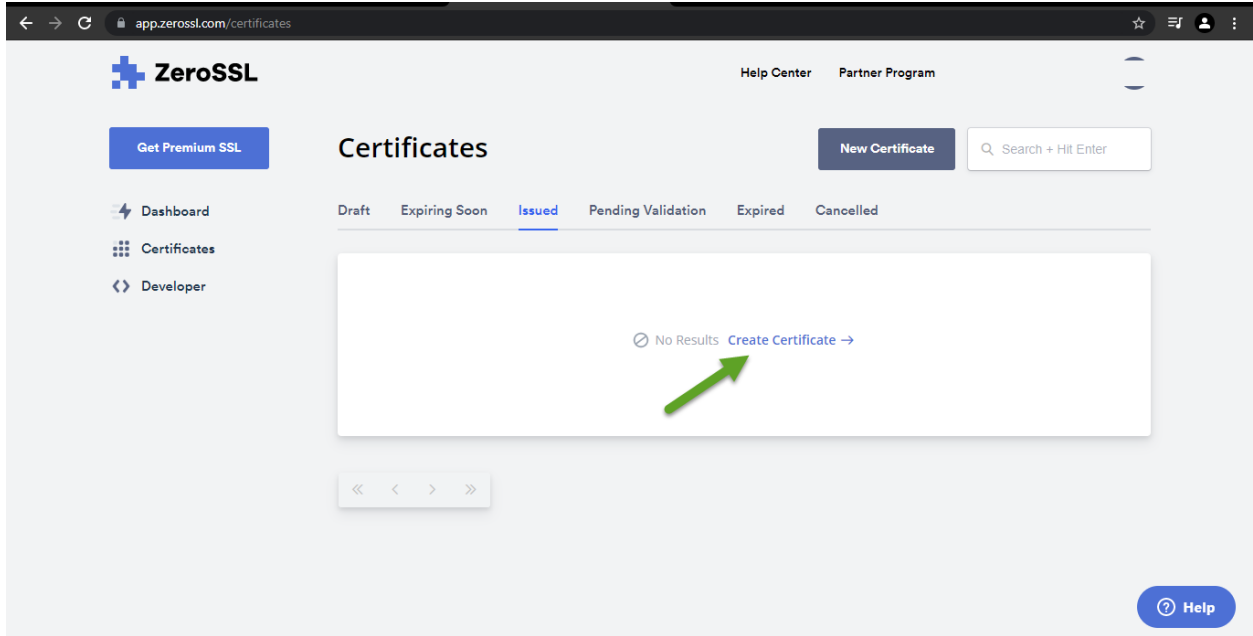 app.zerossl.com/certificates
ZeroSSL
Help Center Partner Program
Get Premium SSL
Certificates
New Certificate
Search + Hit Enter
Dashboard
Certificates
Developer
Draft Expiring Soon Issued Pending Validation Expired Cancelled
No Results Create Certificate →
Help